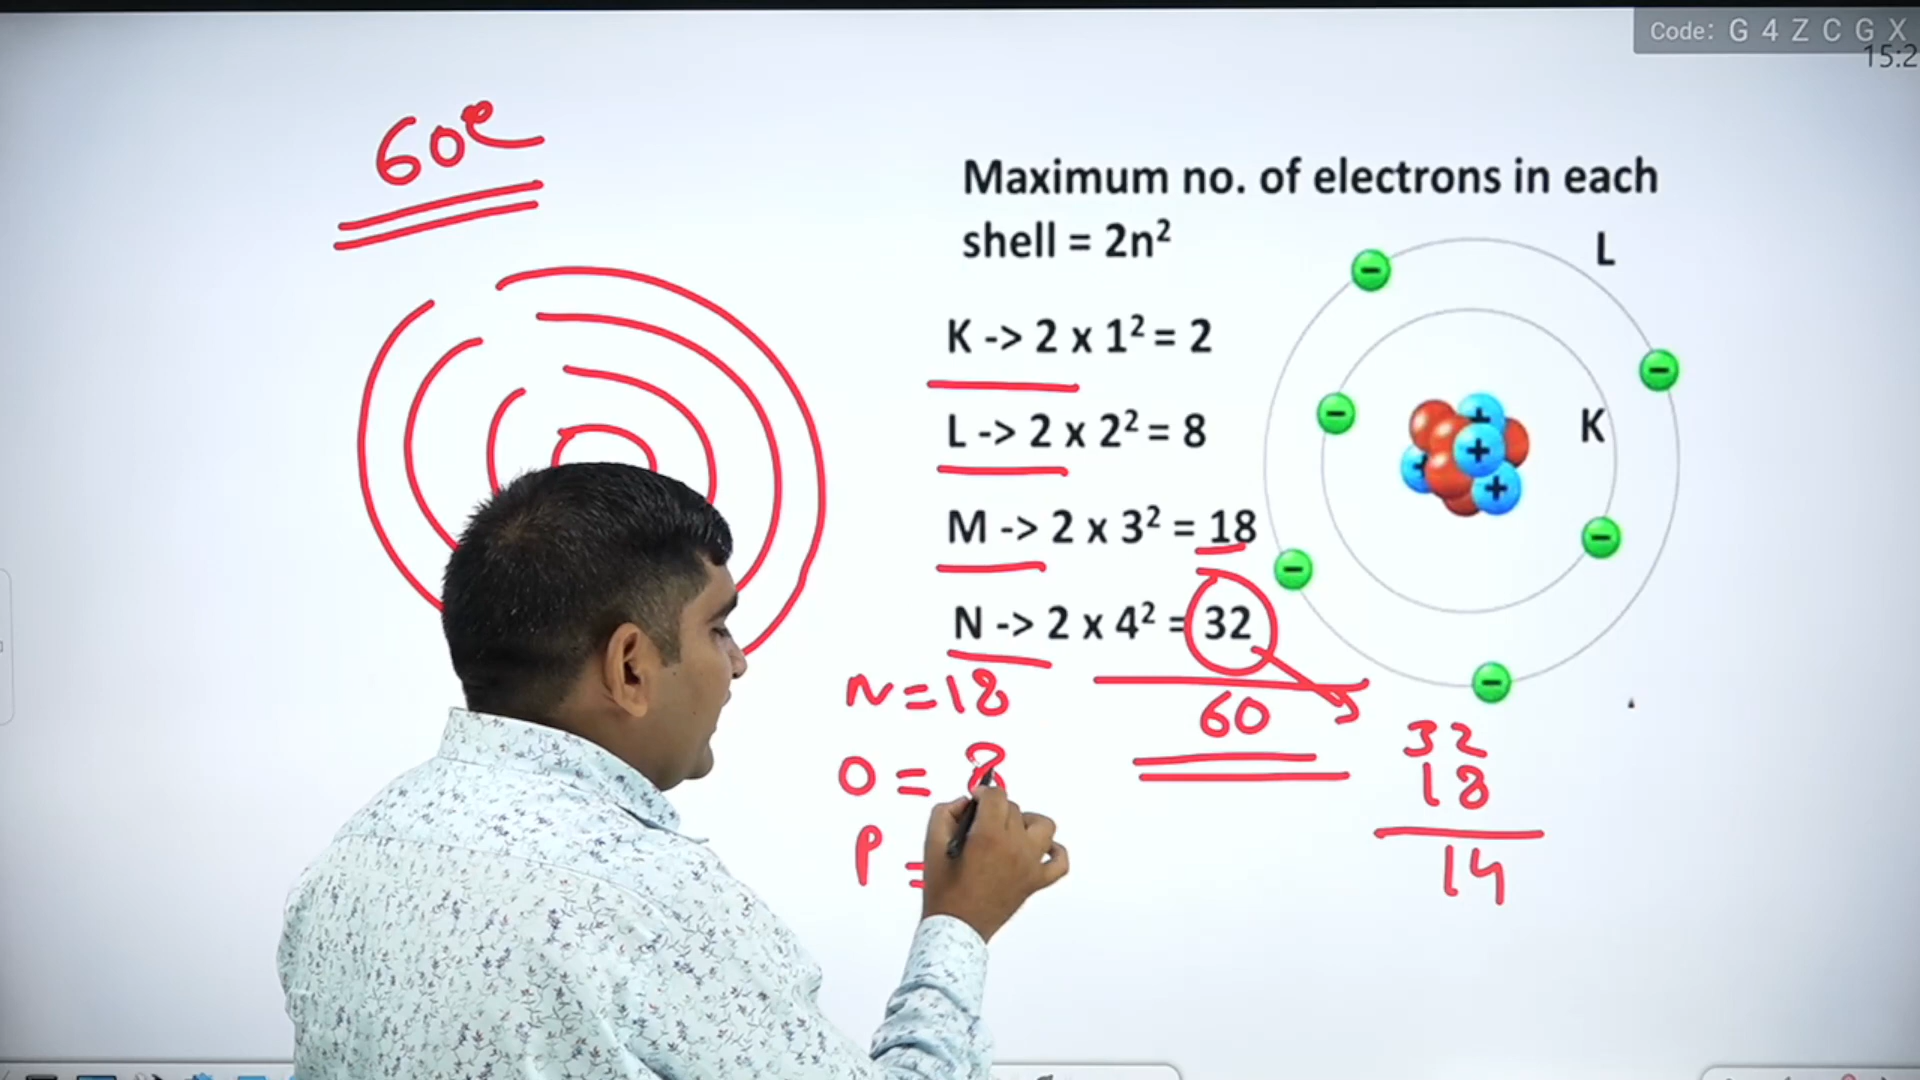 Code: G 4 Z C G X
15:2
60e
Maximum no. of electrons in each
shell = 2n²
L
K -> 2 x 1² = 2
L -> 2 x 2² = 8
K
M -> 2 x 3² = 18
N -> 2 x 4² = 32
N = 18
60
32
18
O = 8
14
P =